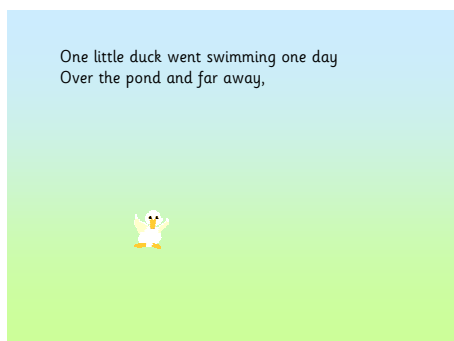 One little duck went swimming one day
Over the pond and far away,